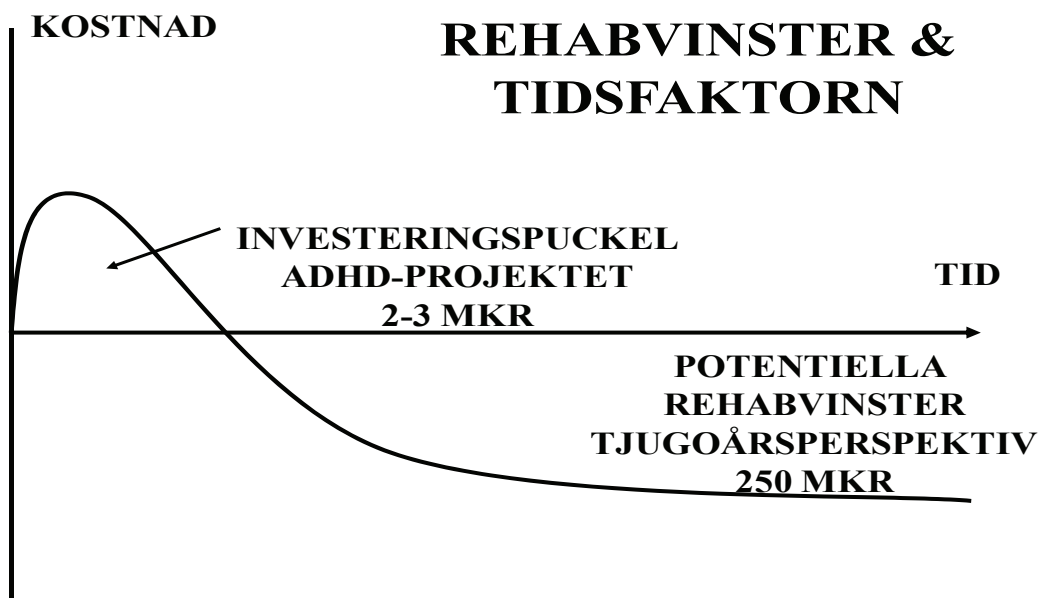 KOSTNAD
REHABVINSTER &
TIDSFAKTORN
INVESTERINGSPUCKEL
ADHD-PROJEKTET
2-3 MKR
TID
POTENTIELLA
REHABVINSTER
TJUGOÅRSPERSPEKTIV
250 MKR